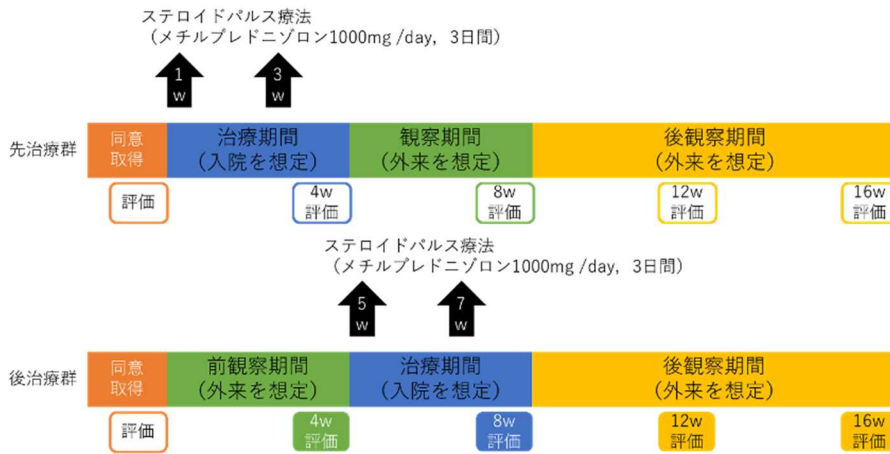 ステロイドパルス療法
（メチルプレドニゾロン1000mg /day，3日間）
1
w
3
w
先治療群
同意
取得
治療期間
(入院を想定)
観察期間
(外来を想定)
後観察期間
(外来を想定)
評価
4w
評価
8w
評価
12w
評価
16w
評価
ステロイドパルス療法
（メチルプレドニゾロン1000mg /day，3日間）
5
w
7
w
後治療群
同意
取得
前観察期間
(外来を想定)
治療期間
(入院を想定)
後観察期間
(外来を想定)
評価
4w
評価
8w
評価
12w
評価
16w
評価